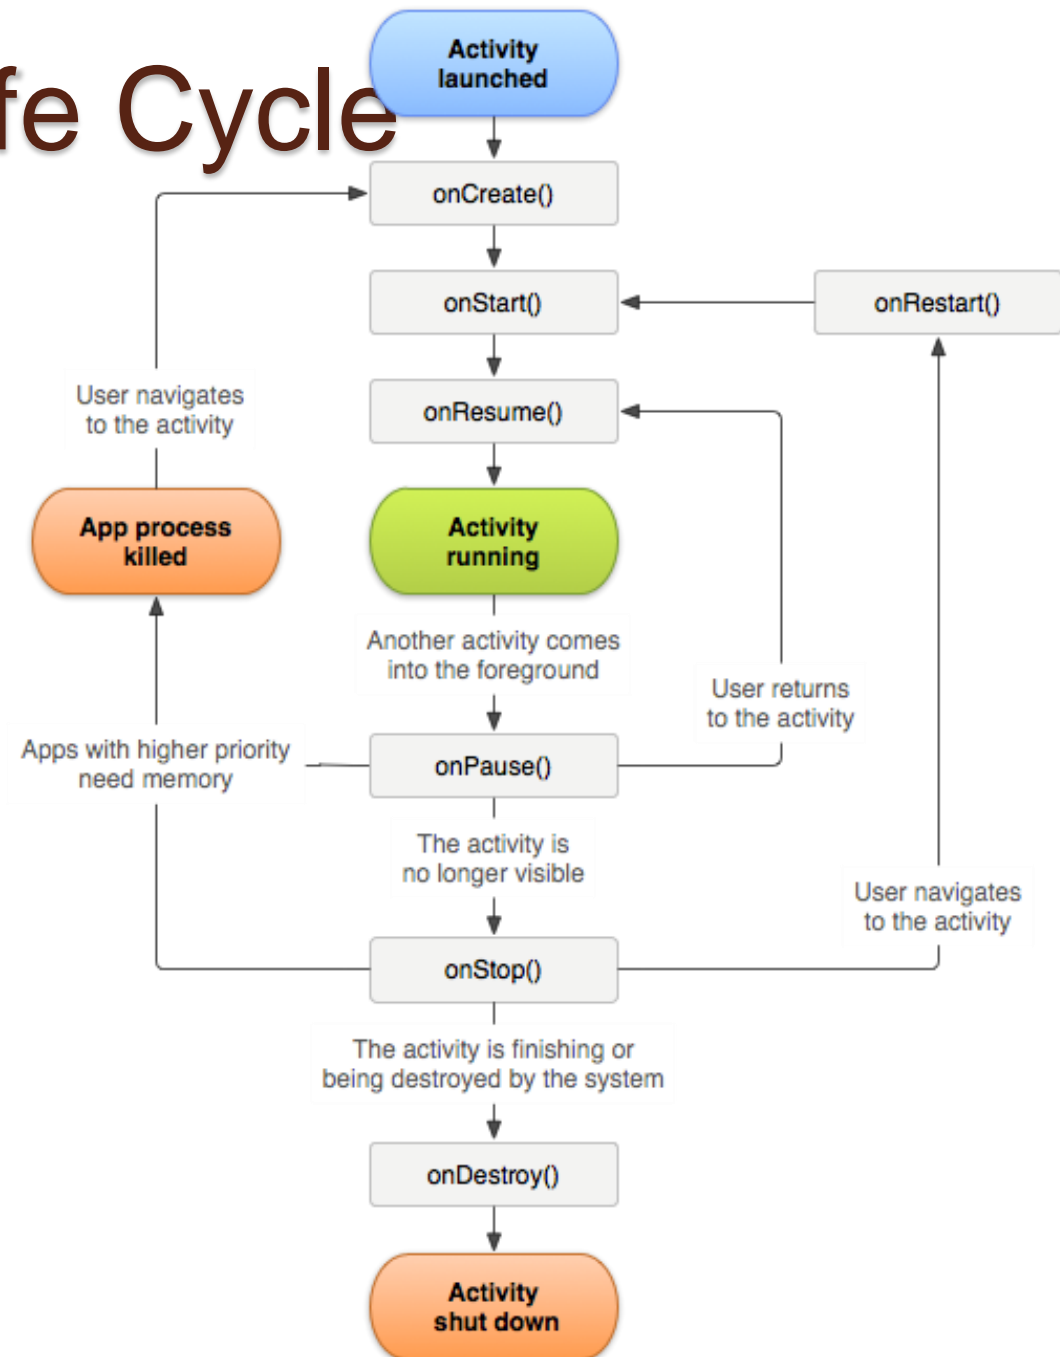 fe Cycle
Activity
launched
onCreate()
onStart()
onRestart()
onResume()
User navigates
to the activity
App process
killed
Activity
running
Another activity comes
into the foreground
User returns
to the activity
Apps with higher priority
need memory
onPause()
The activity is
no longer visible
User navigates
to the activity
onStop()
The activity is finishing or
being destroyed by the system
onDestroy()
Activity
shut down